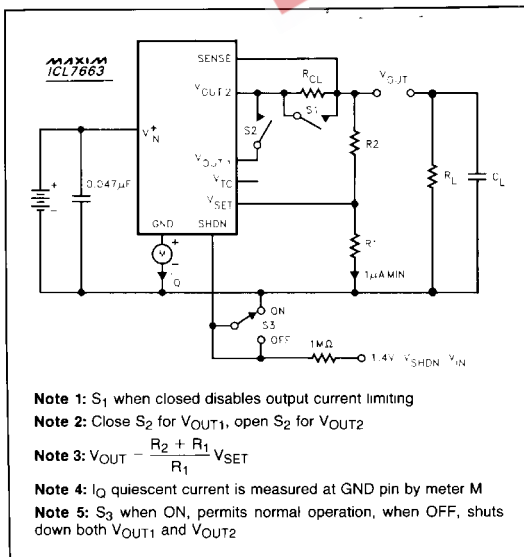 MAXIM
ICL7663
SENSE
VOUT2
RCL
VOUT
S1
S2
R2
V+IN
VOUT1
VTC
VSET
0.047µF
+
-
RL
CL
GND
SHDN
R1
M
+
-
IQ
1µA MIN
ON
S3
OFF
1MΩ
1.4V VSHDN VIN
Note 1: S1 when closed disables output current limiting
Note 2: Close S2 for VOUT1, open S2 for VOUT2
Note 3: VOUT - R2 + R1 / R1 VSET
Note 4: IQ quiescent current is measured at GND pin by meter M
Note 5: S3 when ON, permits normal operation, when OFF, shuts
down both VOUT1 and VOUT2